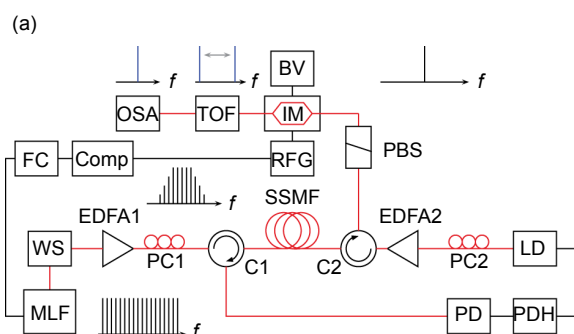 (a)
f
f
BV
f
OSA
TOF
IM
PBS
FC
Comp
RFG
f
SSMF
EDFA1
EDFA2
WS
PC1
C1
C2
PC2
LD
MLF
f
PD
PDH